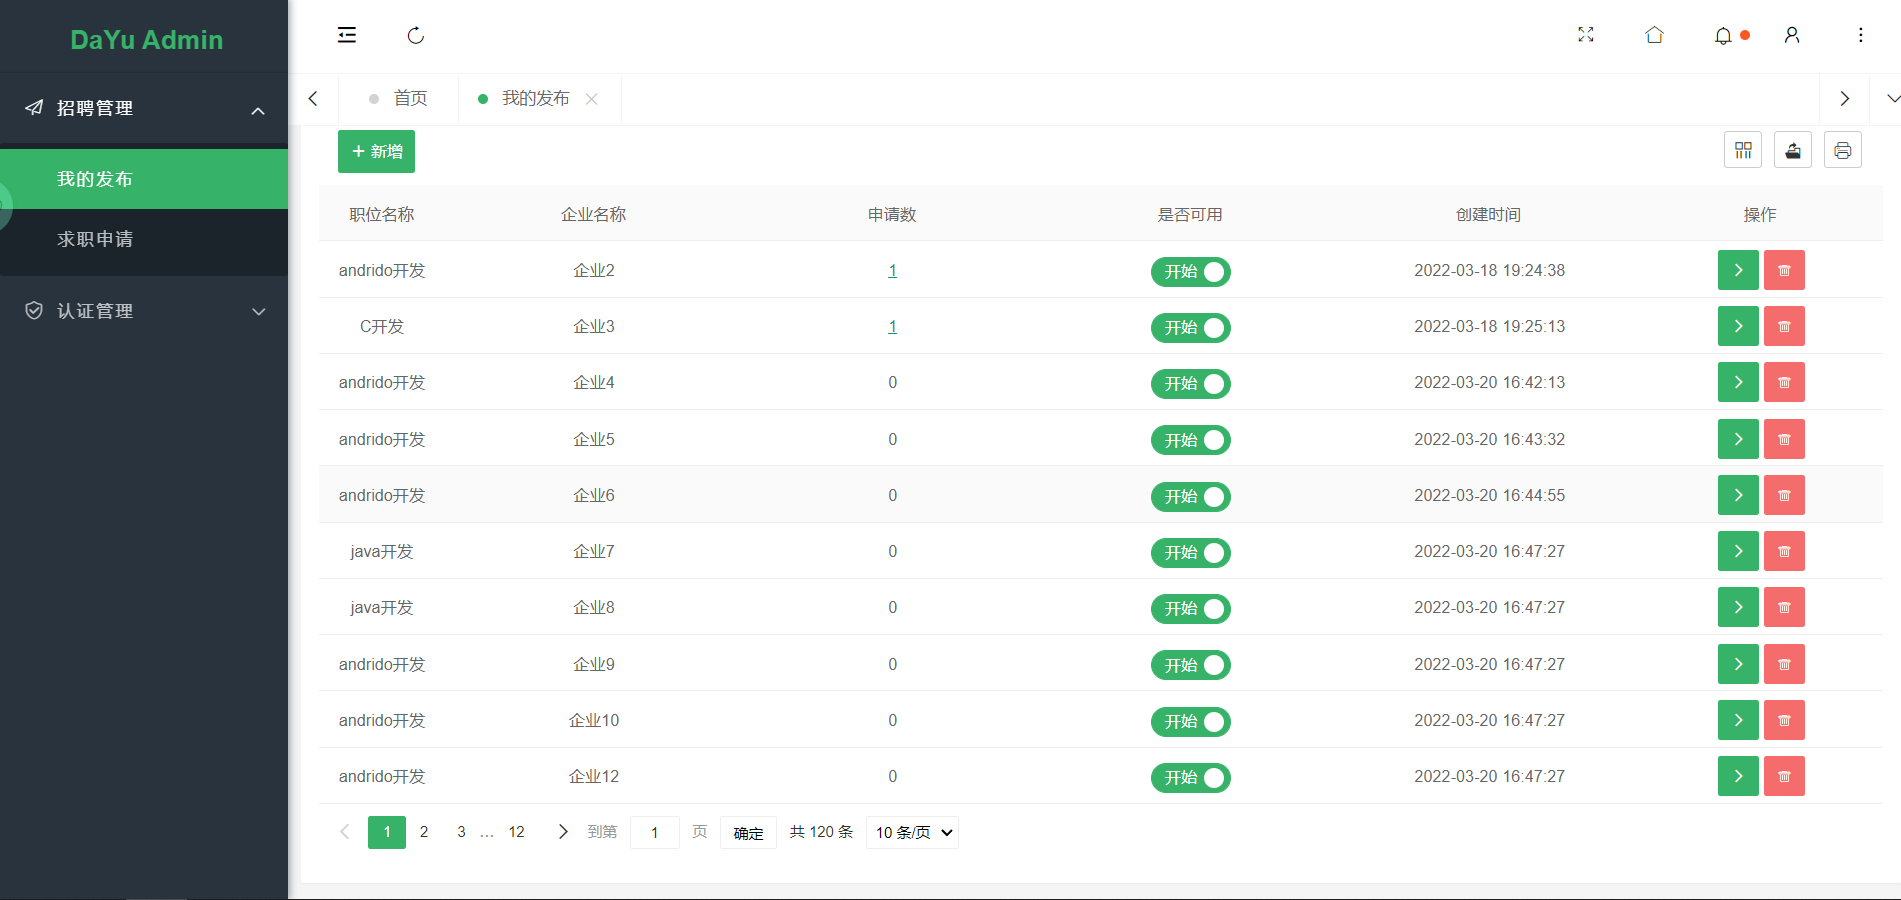 DaYu Admin
招聘管理
我的发布
求职申请
认证管理
首页 我的发布
+ 新增
职位名称 企业名称 申请数 是否可用 创建时间 操作
andrido开发 企业2 1 开始 2022-03-18 19:24:38
C开发 企业3 1 开始 2022-03-18 19:25:13
andrido开发 企业4 0 开始 2022-03-20 16:42:13
andrido开发 企业5 0 开始 2022-03-20 16:43:32
andrido开发 企业6 0 开始 2022-03-20 16:44:55
java开发 企业7 0 开始 2022-03-20 16:47:27
java开发 企业8 0 开始 2022-03-20 16:47:27
andrido开发 企业9 0 开始 2022-03-20 16:47:27
andrido开发 企业10 0 开始 2022-03-20 16:47:27
andrido开发 企业12 0 开始 2022-03-20 16:47:27
1 2 3 … 12 到第 1 页 确定 共 120 条 10 条/页